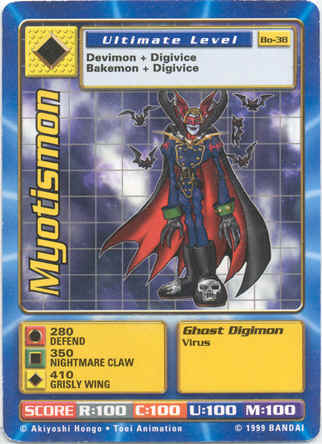 Ultimate Level
Bo-38
Devimon + Digivice
Bakemon + Digivice
Myotismon
280
DEFEND
350
NIGHTMARE CLAW
410
GRISLY WING
Ghost Digimon
Virus
SCORE R:100 C:100 U:100 M:100
© Akiyoshi Hongo • Toei Animation
© 1999 BANDAI